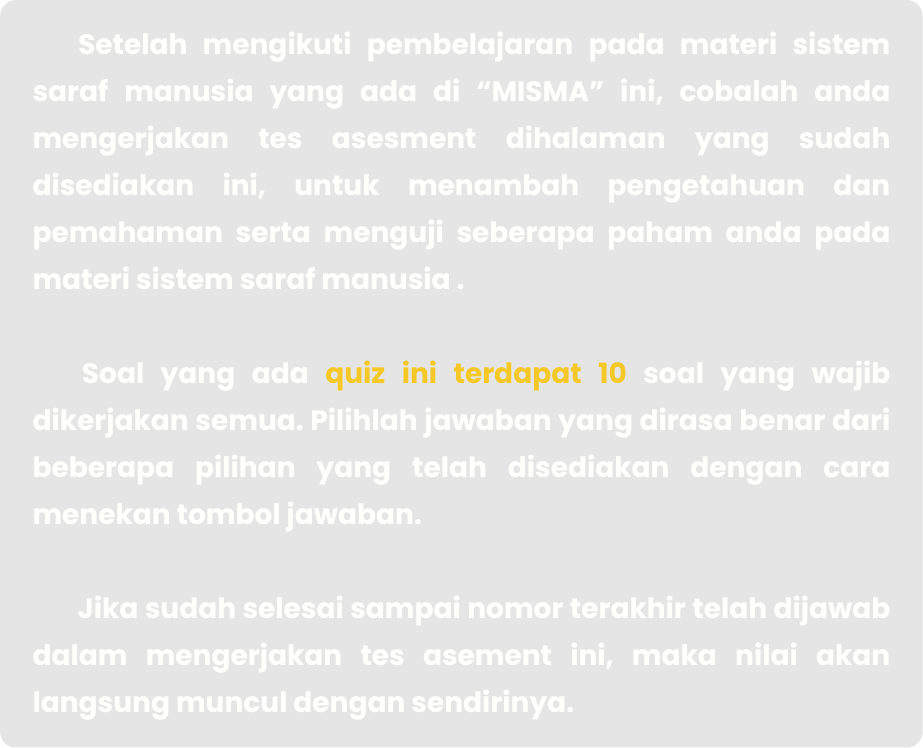 Setelah mengikuti pembelajaran pada materi sistem
saraf manusia yang ada di “MISMA” ini, cobalah anda
mengerjakan tes asesment dihalaman yang sudah
disediakan ini, untuk menambah pengetahuan dan
pemahaman serta menguji seberapa paham anda pada
materi sistem saraf manusia .
Soal yang ada quiz ini terdapat 10 soal yang wajib
dikerjakan semua. Pilihlah jawaban yang dirasa benar dari
beberapa pilihan yang telah disediakan dengan cara
menekan tombol jawaban.
Jika sudah selesai sampai nomor terakhir telah dijawab
dalam mengerjakan tes asement ini, maka nilai akan
langsung muncul dengan sendirinya.